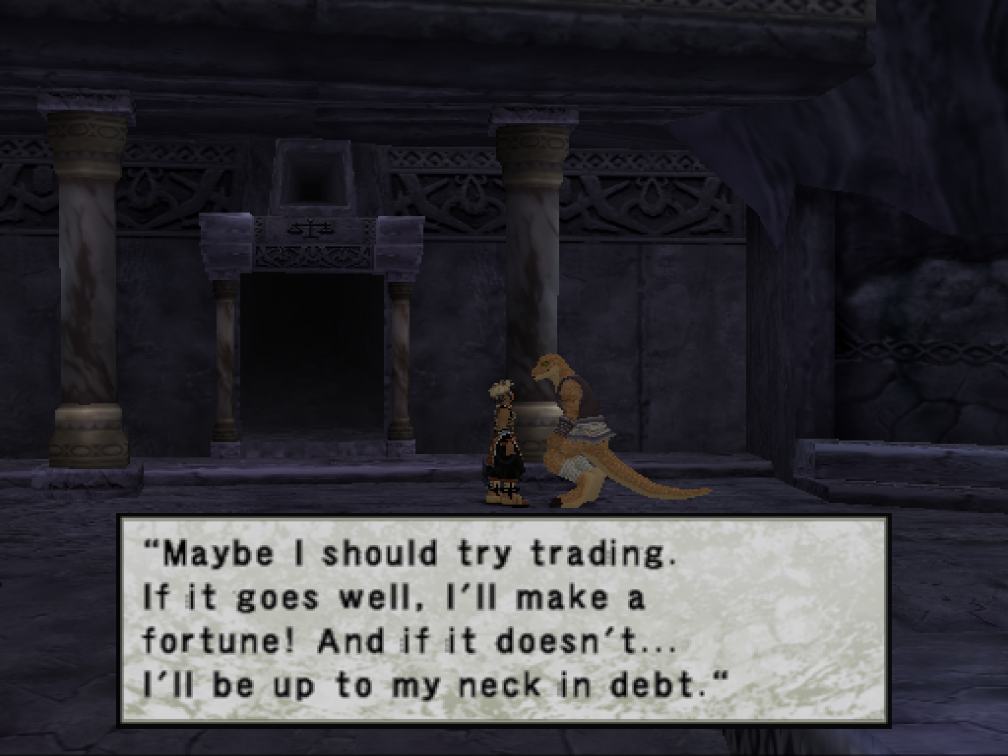 “Maybe I should try trading.
If it goes well, I'll make a
fortune! And if it doesn't...
I'll be up to my neck in debt.“